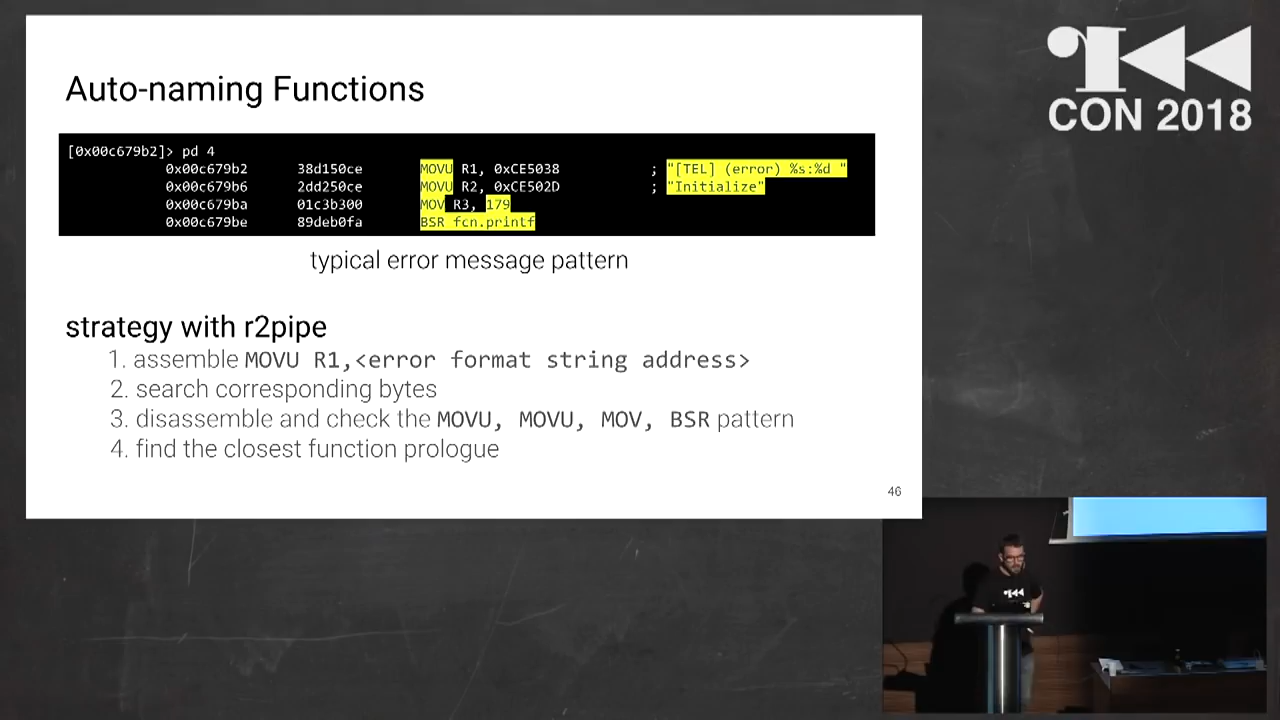 Auto-naming Functions
[0x00c679b2]> pd 4
0x00c679b2 38d150ce MOVU R1, 0xCE5038 ; "[TEL] (error) %s:%d "
0x00c679b6 2dd250ce MOVU R2, 0xCE502D ; "Initialize"
0x00c679ba 01c3b300 MOV R3, 179
0x00c679be 89deb0fa BSR fcn.printf
typical error message pattern
strategy with r2pipe
1. assemble MOVU R1,<error format string address>
2. search corresponding bytes
3. disassemble and check the MOVU, MOVU, MOV, BSR pattern
4. find the closest function prologue
46
CON 2018